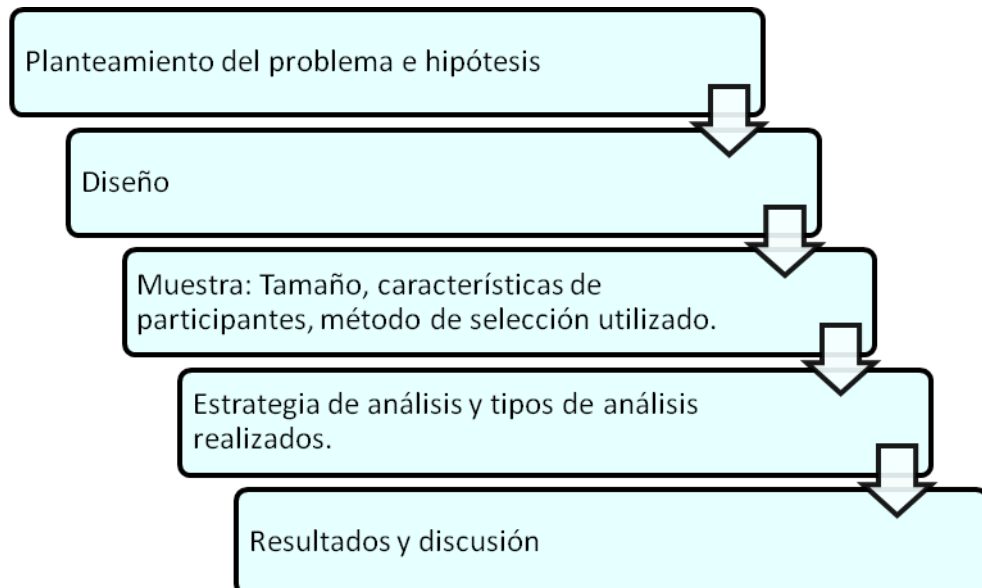 Planteamiento del problema e hipótesis
Diseño
Muestra: Tamaño, características de
participantes, método de selección utilizado.
Estrategia de análisis y tipos de análisis
realizados.
Resultados y discusión